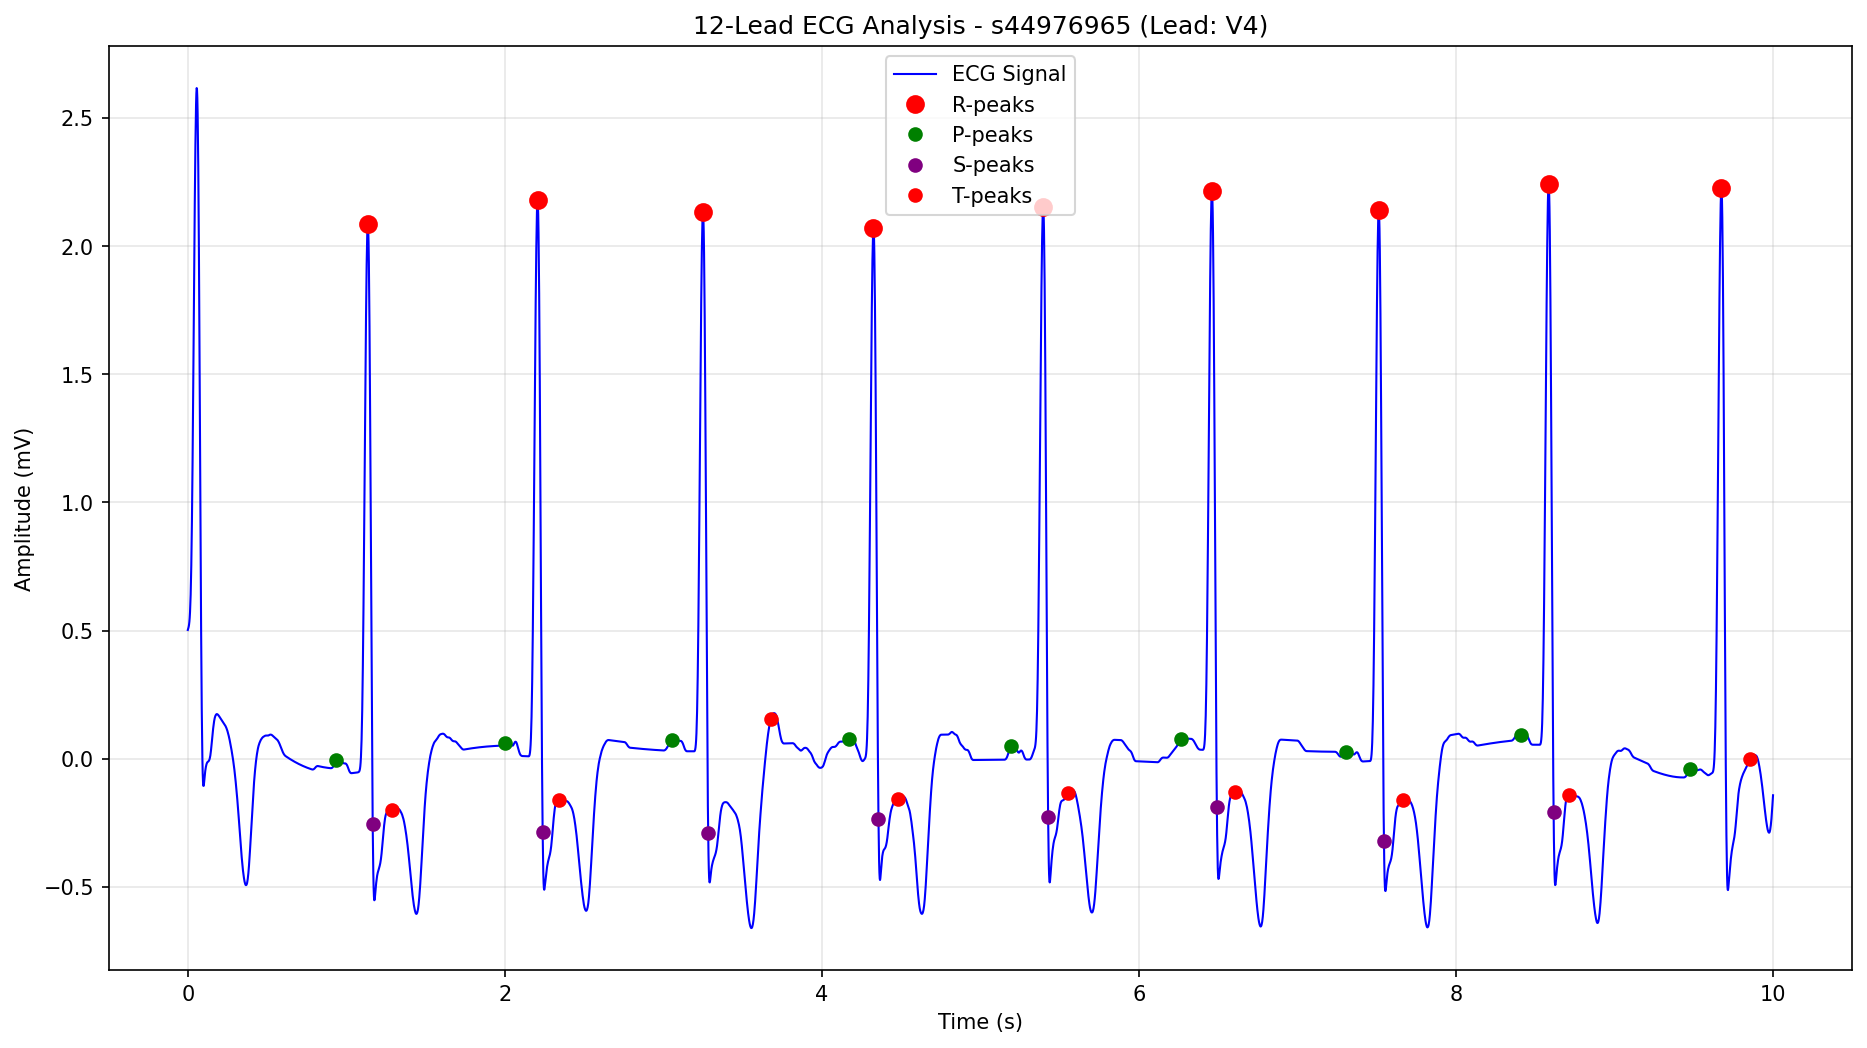 12-Lead ECG Analysis - s44976965 (Lead: V4)
ECG Signal
R-peaks
P-peaks
S-peaks
T-peaks
Amplitude (mV)
2.5
2.0
1.5
1.0
0.5
0.0
−0.5
0 2 4 6 8 10
Time (s)